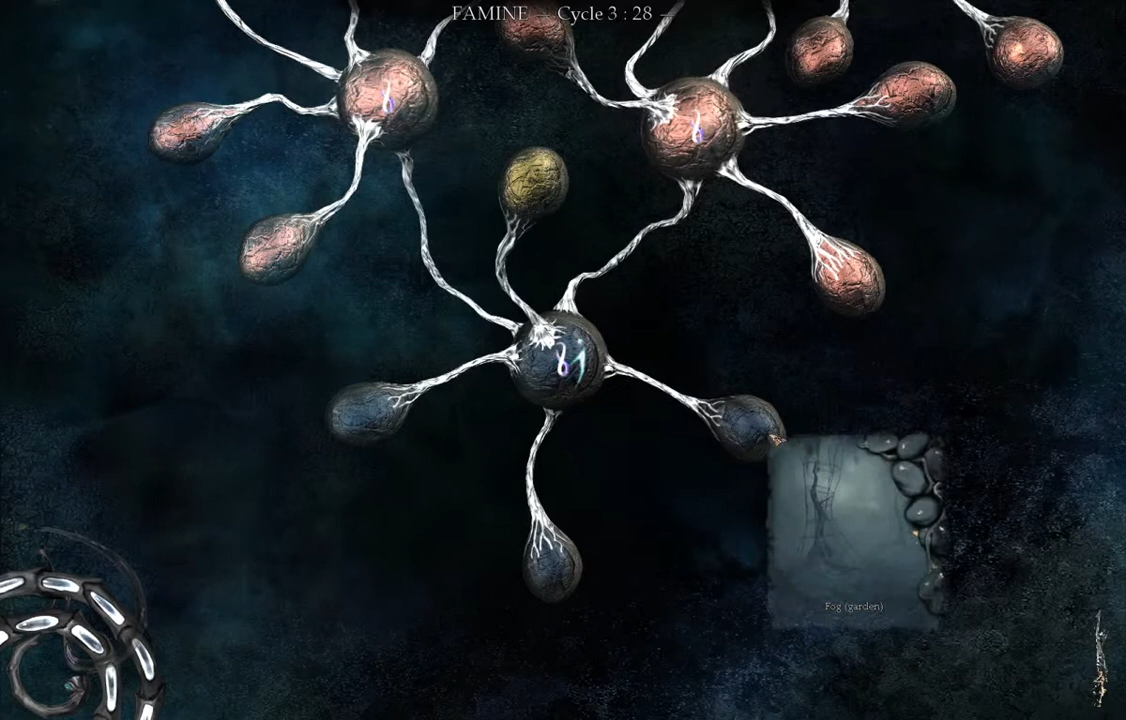 FAMINE — Cycle 3 : 28 —
Fog (garden)